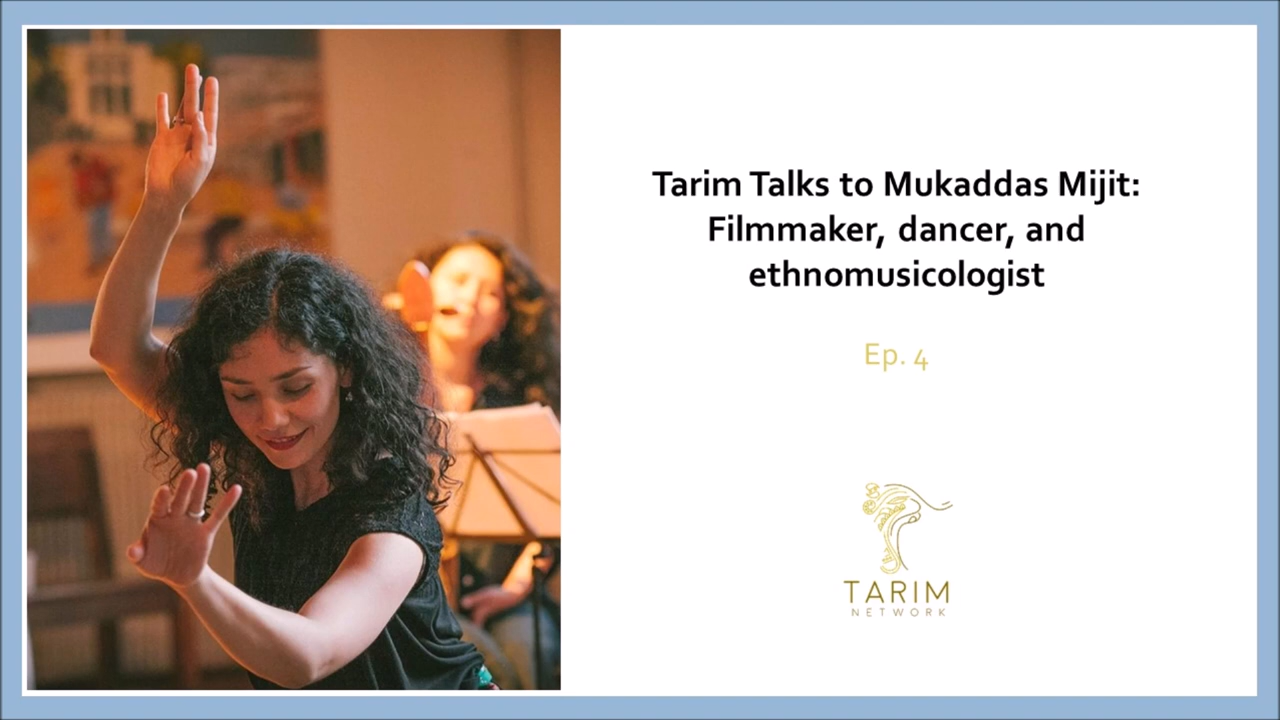 Tarim Talks to Mukaddas Mijit:
Filmmaker, dancer, and
ethnomusicologist
Ep. 4
TARIM
NETWORK